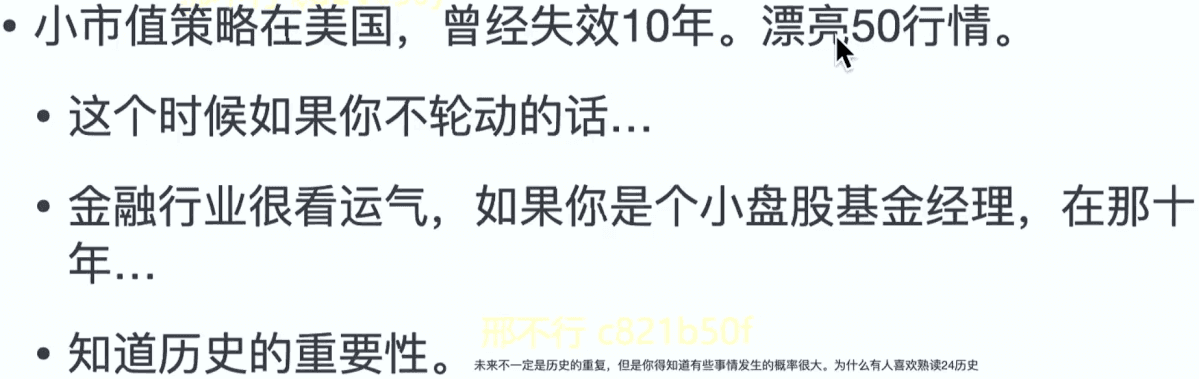 • 小市值策略在美国，曾经失效10年。漂亮50行情。
• 这个时候如果你不轮动的话...
• 金融行业很看运气，如果你是个小盘股基金经理，在那十
年...
邢不行 c821b50f
• 知道历史的重要性。
未来不一定是历史的重复，但是你得知道有些事情发生的概率很大。为什么有人喜欢熟读24历史